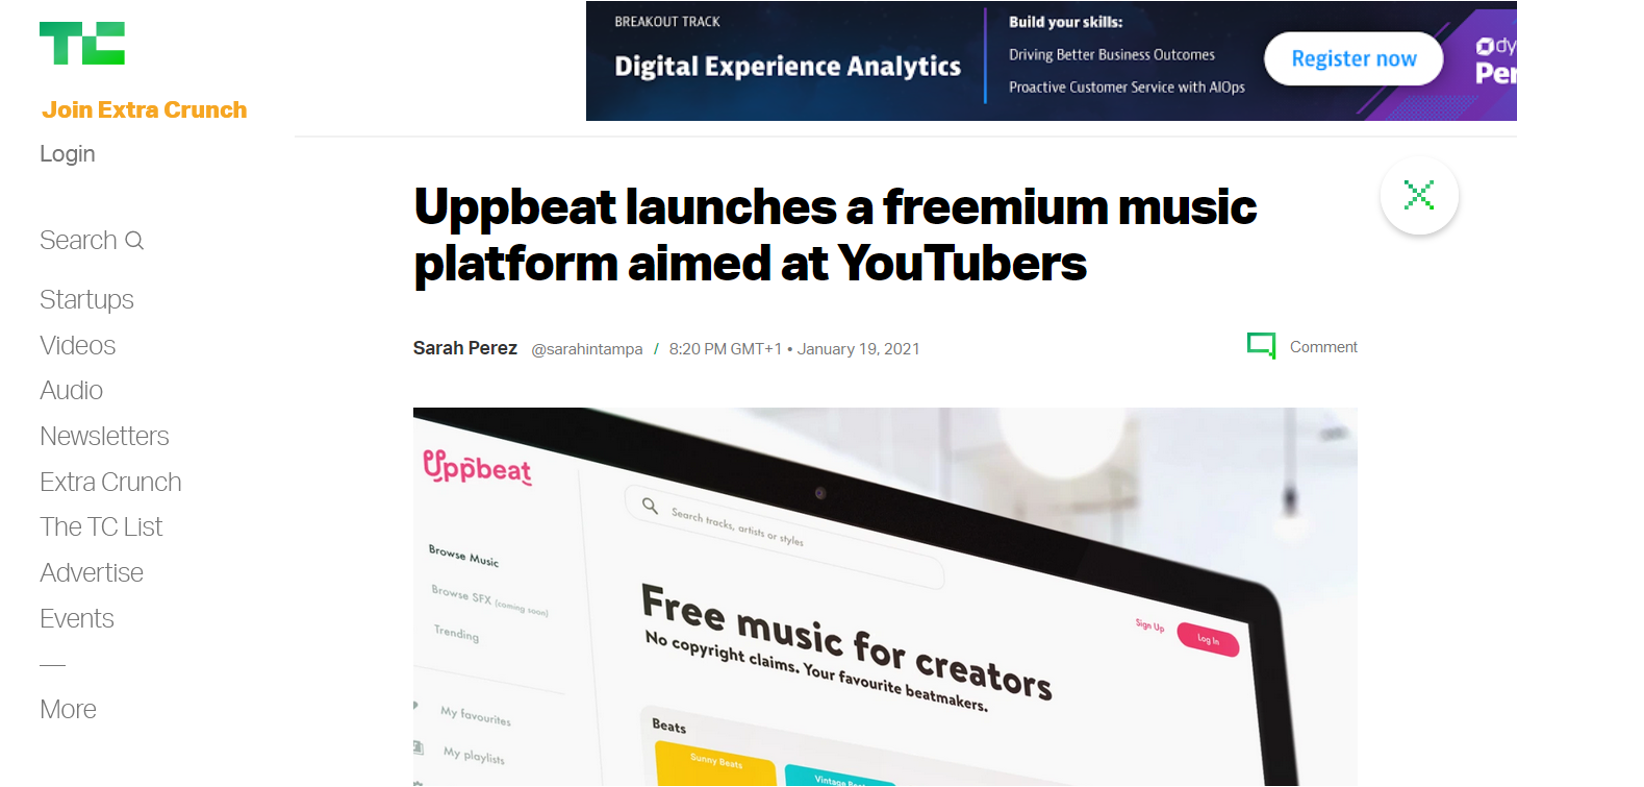 TC
Join Extra Crunch
Login
Search
Startups
Videos
Audio
Newsletters
Extra Crunch
The TC List
Advertise
Events
More
BREAKOUT TRACK
Digital Experience Analytics
Build your skills:
Driving Better Business Outcomes
Proactive Customer Service with AIOps
Register now
Uppbeat launches a freemium music
platform aimed at YouTubers
Sarah Perez @sarahintampa / 8:20 PM GMT+1 • January 19, 2021
Comment
Uppbeat
Search tracks, artists or styles
Browse Music
Browse SFX (coming soon)
Trending
My favourites
My playlists
Sign Up
Log In
Free music for creators
No copyright claims. Your favourite beatmakers.
Beats
Sunny Beats
Vintage